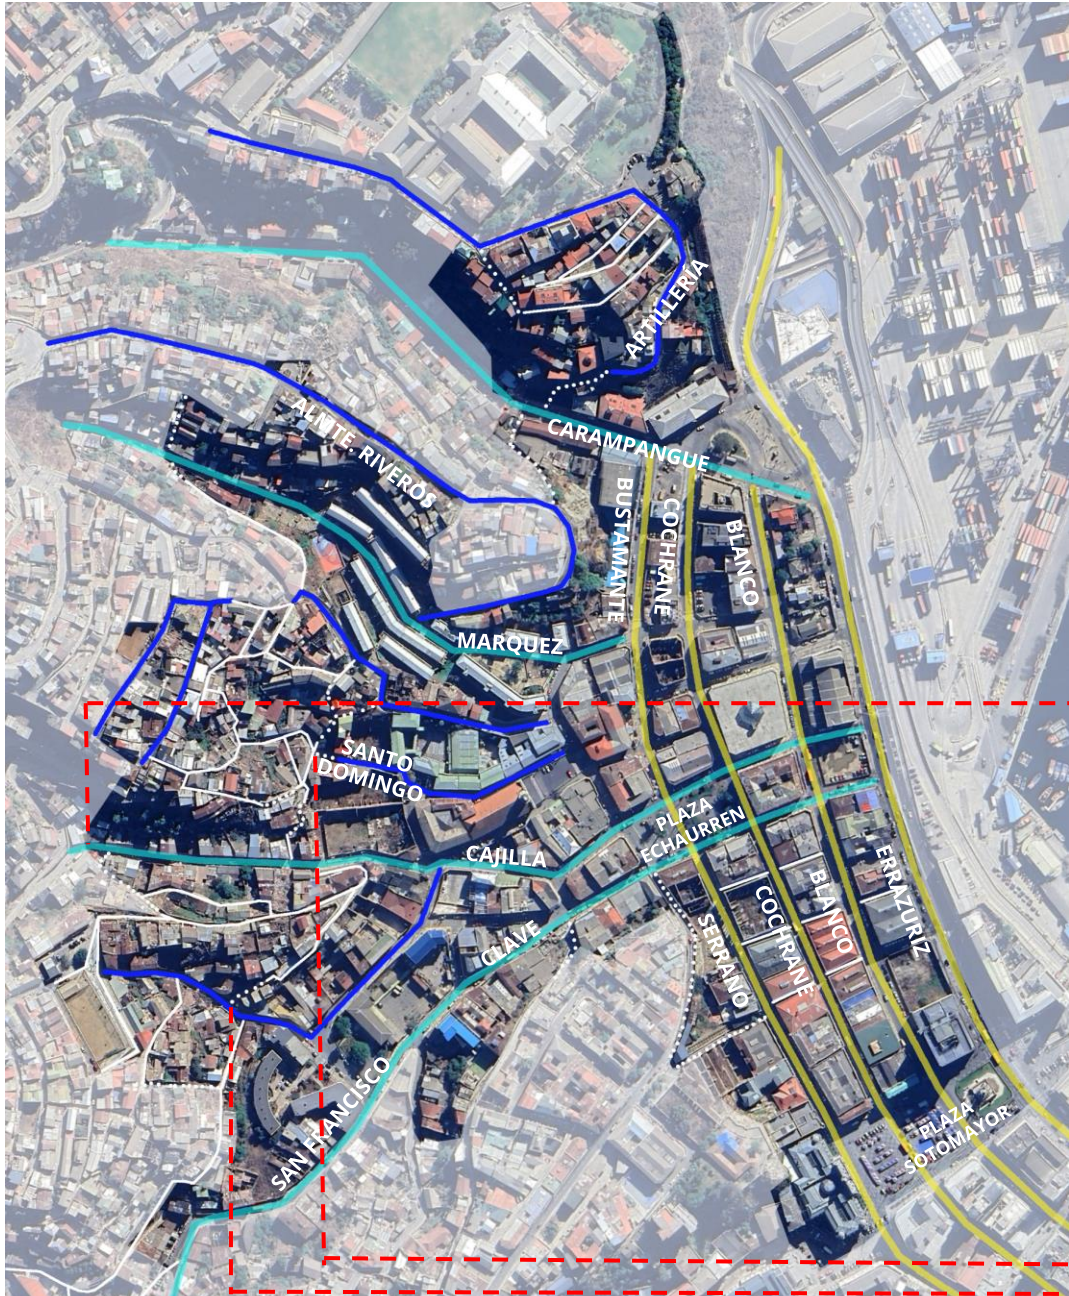 ARTILLERIA
ALMTE. RIVEROS
CARAMPANGUE
BUSTAMANTE
COCHRANE
BLANCO
MARQUEZ
SANTO
DOMINGO
PLAZA
ECHAURREN
CAJILLA
CLAVE
SERRANO
COCHRANE
BLANCO
ERRAZURIZ
SAN FRANCISCO
PLAZA
SOTOMAYOR